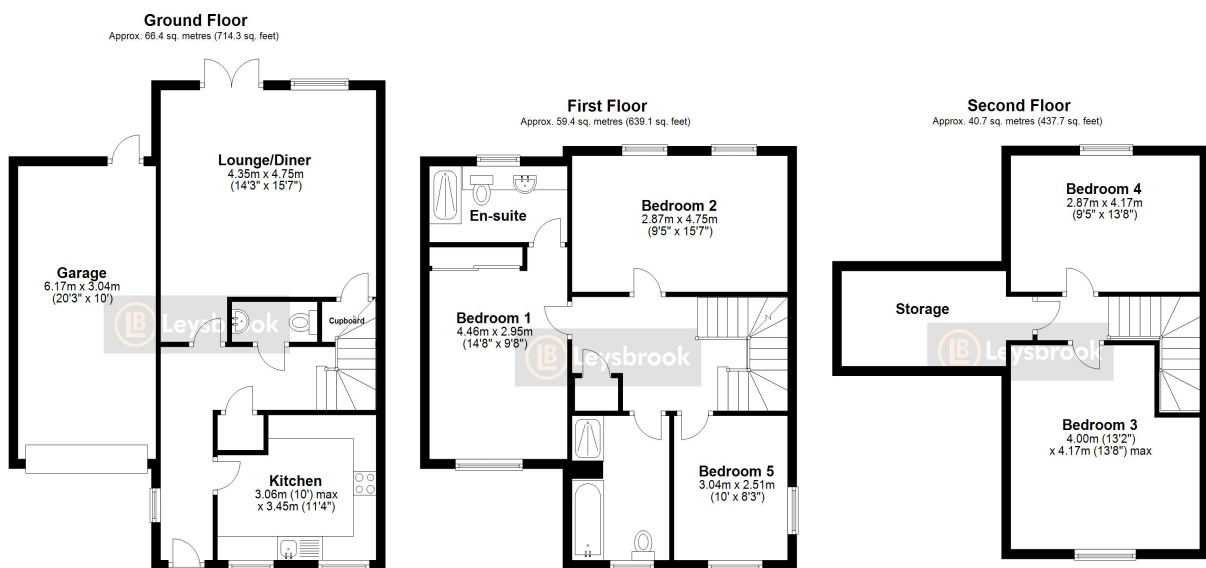 Ground Floor
Approx. 66.4 sq. metres (714.3 sq. feet)
Lounge/Diner
4.35m x 4.75m
(14'3" x 15'7")
Garage
6.17m x 3.04m
(20'3" x 10')
Cupboard
LB Leysbrook
Kitchen
3.06m (10') max
x 3.45m (11'4")
First Floor
Approx. 59.4 sq. metres (639.1 sq. feet)
En-suite
Bedroom 2
2.87m x 4.75m
(9'5" x 15'7")
Bedroom 1
4.46m x 2.95m
(14'8" x 9'8")
LB Leysbrook
Bedroom 5
3.04m x 2.51m
(10' x 8'3")
Second Floor
Approx. 40.7 sq. metres (437.7 sq. feet)
Bedroom 4
2.87m x 4.17m
(9'5" x 13'8")
Storage
LB Leysbrook
Bedroom 3
4.00m (13'2")
x 4.17m (13'8") max